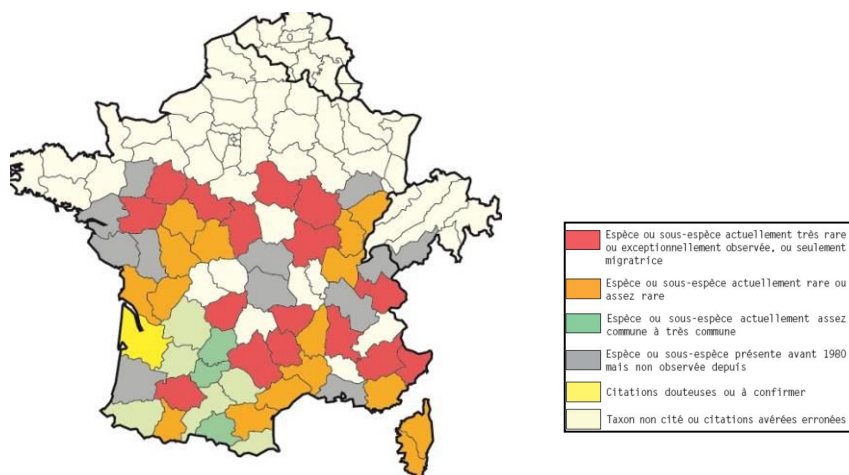 Espèce ou sous-espèce actuellement très rare
ou exceptionnellement observée, ou seulement
migratrice
Espèce ou sous-espèce actuellement rare ou
assez rare
Espèce ou sous-espèce actuellement assez
commune à très commune
Espèce ou sous-espèce présente avant 1980
mais non observée depuis
Citations douteuses ou à confirmer
Taxon non cité ou citations avérées erronées